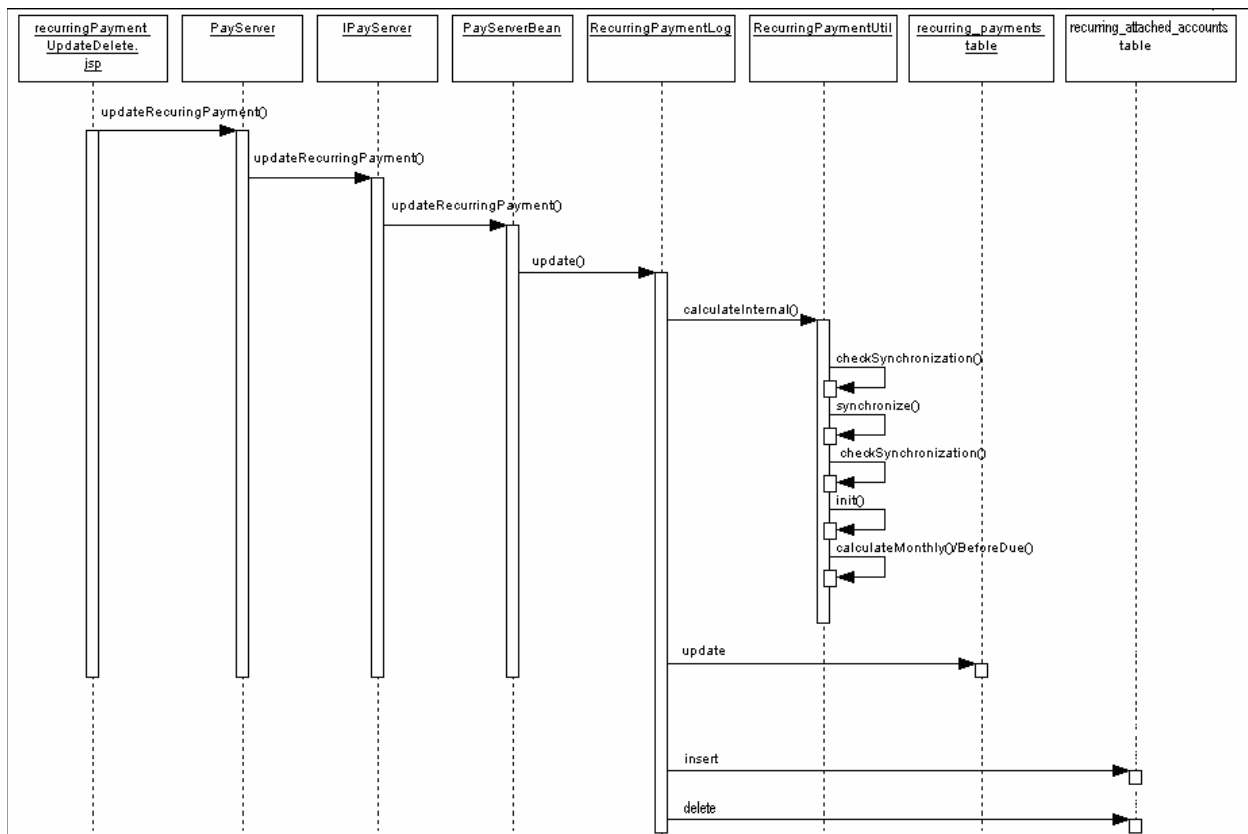 recurringPayment
UpdateDelete.
jsp
PayServer
IPayServer
PayServerBean
RecurringPaymentLog
RecurringPaymentUtil
recurring_payments
table
recurring_attached_accounts
table
updateRecuringPayment()
updateRecurringPayment()
updateRecurringPayment()
update()
calculateInternal()
checkSynchronization()
synchronize()
checkSynchronization()
init()
calculateMonthly()/BeforeDue()
update
insert
delete